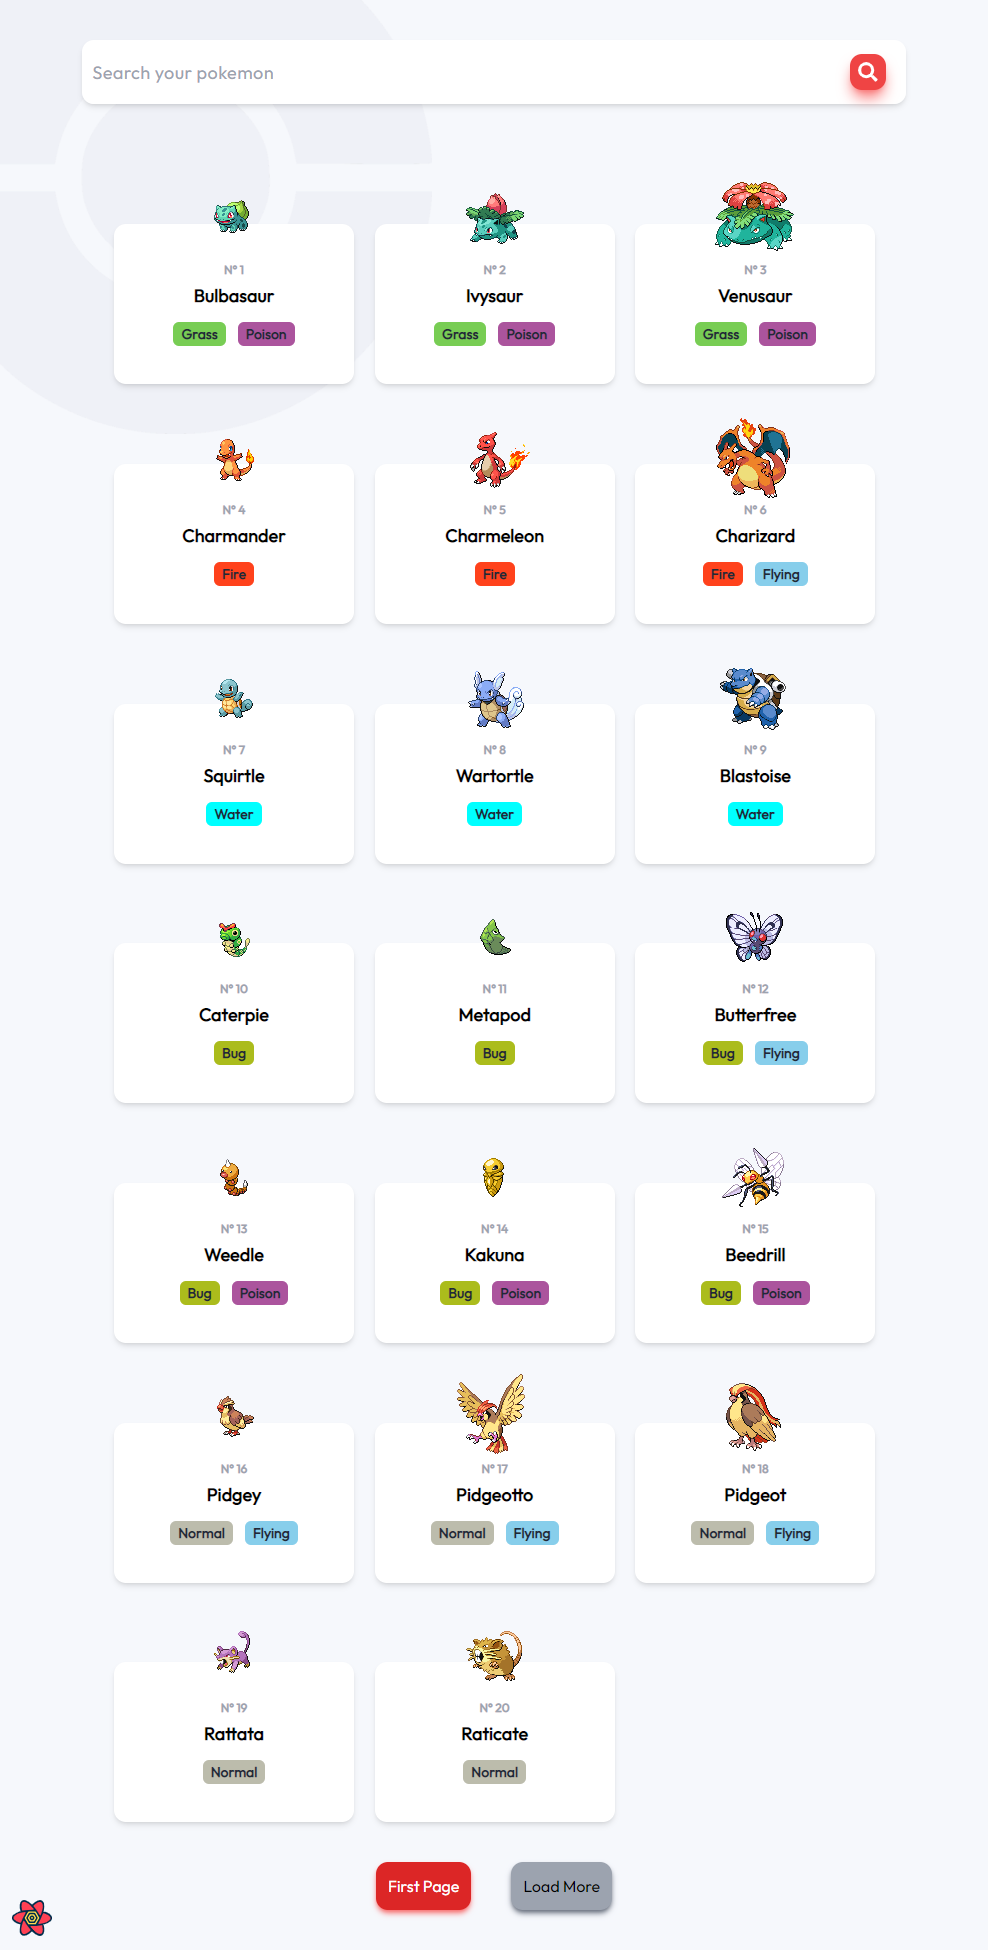 Search your pokemon
N° 1
Bulbasaur
Grass Poison
N° 2
Ivysaur
Grass Poison
N° 3
Venusaur
Grass Poison
N° 4
Charmander
Fire
N° 5
Charmeleon
Fire
N° 6
Charizard
Fire Flying
N° 7
Squirtle
Water
N° 8
Wartortle
Water
N° 9
Blastoise
Water
N° 10
Caterpie
Bug
N° 11
Metapod
Bug
N° 12
Butterfree
Bug Flying
N° 13
Weedle
Bug Poison
N° 14
Kakuna
Bug Poison
N° 15
Beedrill
Bug Poison
N° 16
Pidgey
Normal Flying
N° 17
Pidgeotto
Normal Flying
N° 18
Pidgeot
Normal Flying
N° 19
Rattata
Normal
N° 20
Raticate
Normal
First Page
Load More